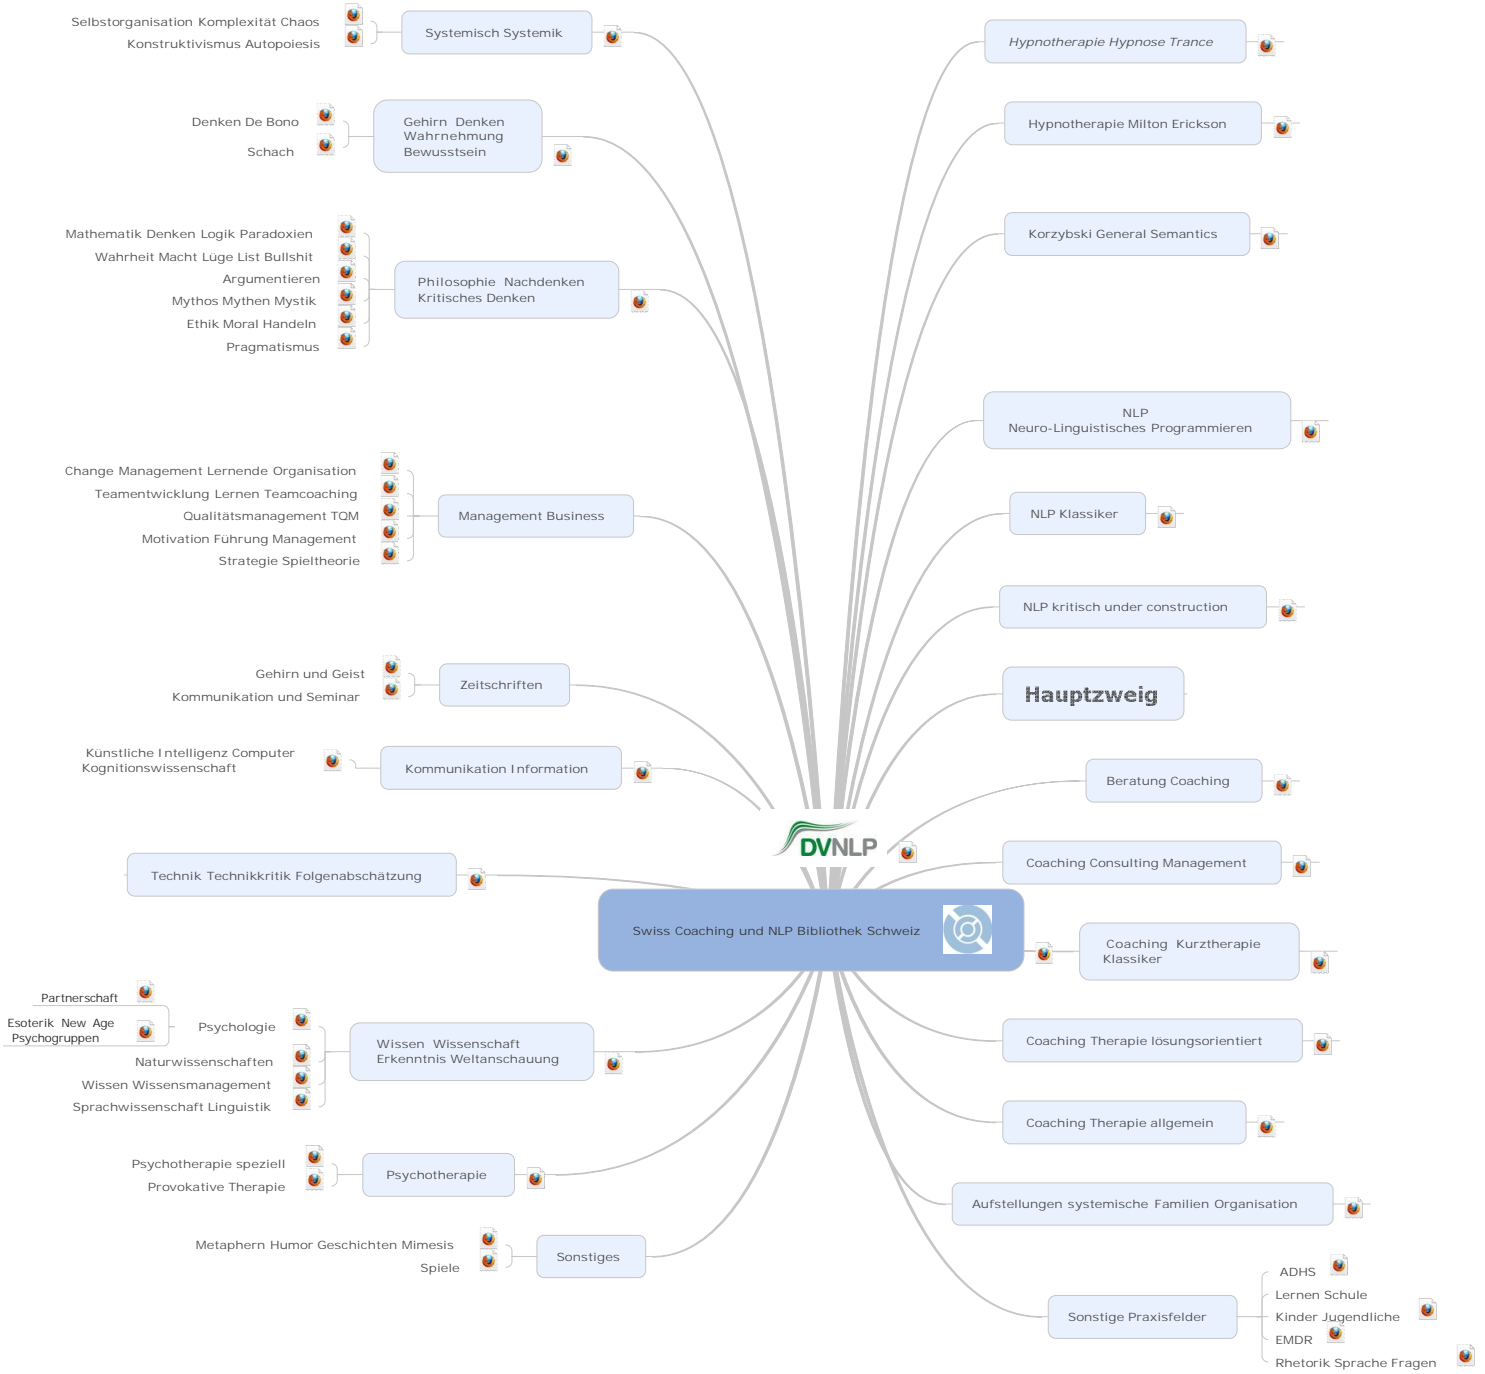 Selbstorganisation Komplexität Chaos
Konstruktivismus Autopoiesis
Systemisch Systemik
Denken De Bono
Schach
Gehirn Denken
Wahrnehmung
Bewusstsein
Mathematik Denken Logik Paradoxien
Wahrheit Macht Lüge List Bullshit
Argumentieren
Mythos Mythen Mystik
Ethik Moral Handeln
Pragmatismus
Philosophie Nachdenken
Kritisches Denken
Change Management Lernende Organisation
Teamentwicklung Lernen Teamcoaching
Qualitätsmanagement TQM
Motivation Führung Management
Strategie Spieltheorie
Management Business
Gehirn und Geist
Kommunikation und Seminar
Zeitschriften
Künstliche Intelligenz Computer
Kognitionswissenschaft
Kommunikation Information
Technik Technikkritik Folgenabschätzung
DVNLP
Swiss Coaching und NLP Bibliothek Schweiz
Partnerschaft
Esoterik New Age
Psychogruppen
Psychologie
Naturwissenschaften
Wissen Wissensmanagement
Sprachwissenschaft Linguistik
Wissen Wissenschaft
Erkenntnis Weltanschauung
Psychotherapie speziell
Provokative Therapie
Psychotherapie
Metaphern Humor Geschichten Mimesis
Spiele
Sonstiges
Hypnotherapie Hypnose Trance
Hypnotherapie Milton Erickson
Korzybski General Semantics
NLP
Neuro-Linguistisches Programmieren
NLP Klassiker
NLP kritisch under construction
Hauptzweig
Beratung Coaching
Coaching Consulting Management
Coaching Kurztherapie
Klassiker
Coaching Therapie lösungsorientiert
Coaching Therapie allgemein
Aufstellungen systemische Familien Organisation
Sonstige Praxisfelder
ADHS
Lernen Schule
Kinder Jugendliche
EMDR
Rhetorik Sprache Fragen